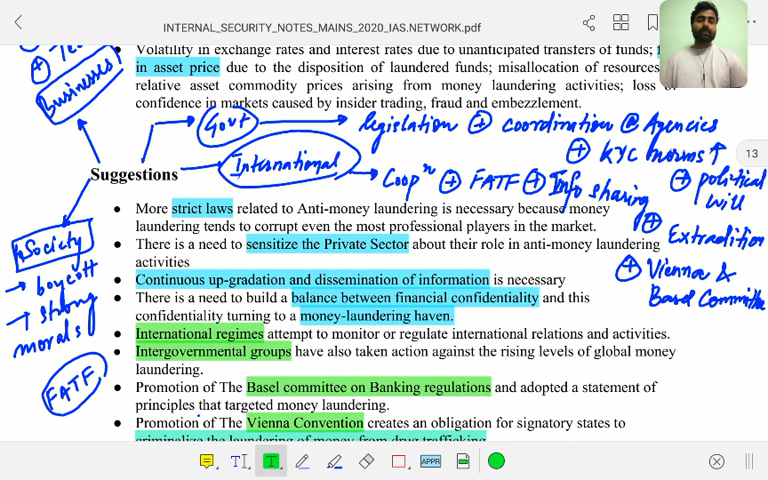 INTERNAL_SECURITY_NOTES_MAINS_2020_IAS.NETWORK.pdf
Volatility in exchange rates and interest rates due to unanticipated transfers of funds;
in asset price due to the disposition of laundered funds; misallocation of resources
relative asset commodity prices arising from money laundering activities; loss of
confidence in markets caused by insider trading, fraud and embezzlement.
Businesses
Govt → legislation + coordination @ Agencies
+ KYC norms ↑
13
International → Coopn + FATF + Info sharing
+ political will
+ Extradition
+ Vienna & Basel
Suggestions
• More strict laws related to Anti-money laundering is necessary because money
laundering tends to corrupt even the most professional players in the market.
• There is a need to sensitize the Private Sector about their role in anti-money laundering
activities
• Continuous up-gradation and dissemination of information is necessary
• There is a need to build a balance between financial confidentiality and this
confidentiality turning to a money-laundering haven.
• International regimes attempt to monitor or regulate international relations and activities.
• Intergovernmental groups have also taken action against the rising levels of global money
laundering.
• Promotion of The Basel committee on Banking regulations and adopted a statement of
principles that targeted money laundering.
• Promotion of The Vienna Convention creates an obligation for signatory states to
criminalize the laundering of money from drug trafficking.
Society
→ boycott
→ strong
morals
FATF
APPR